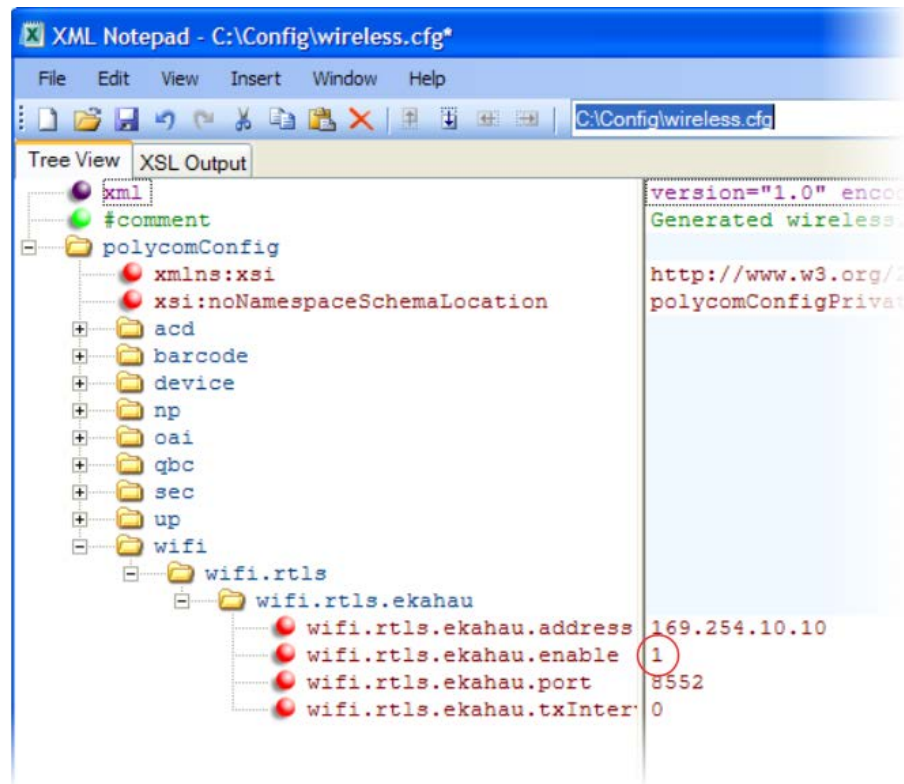 XML Notepad - C:\Config\wireless.cfg*
File Edit View Insert Window Help
C:\Config\wireless.cfg
Tree View XSL Output
xml version="1.0"
#comment Generated wireless.
polycomConfig
xmlns:xsi http://www.w3.org/
xsi:noNamespaceSchemaLocation
acd
barcode
device
np
oai
qbc
sec
up
wifi
wifi.rtls
wifi.rtls.ekahau
wifi.rtls.ekahau.address 169.254.10.10
wifi.rtls.ekahau.enable 1
wifi.rtls.ekahau.port 8552
wifi.rtls.ekahau.txInter 0